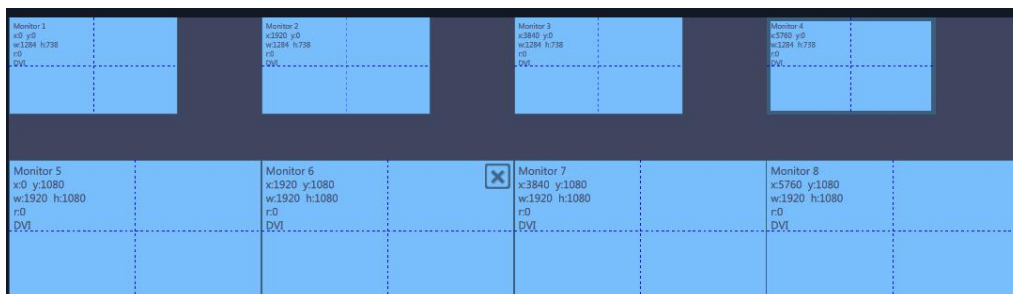 Monitor 1
x:0 y:0
w:1284 h:738
r:0
DVI
Monitor 2
x:1920 y:0
w:1284 h:738
r:0
DVI
Monitor 3
x:3840 y:0
w:1284 h:738
r:0
DVI
Monitor 4
x:5760 y:0
w:1284 h:738
r:0
DVI
Monitor 5
x:0 y:1080
w:1920 h:1080
r:0
DVI
Monitor 6
x:1920 y:1080
w:1920 h:1080
r:0
DVI
Monitor 7
x:3840 y:1080
w:1920 h:1080
r:0
DVI
Monitor 8
x:5760 y:1080
w:1920 h:1080
r:0
DVI